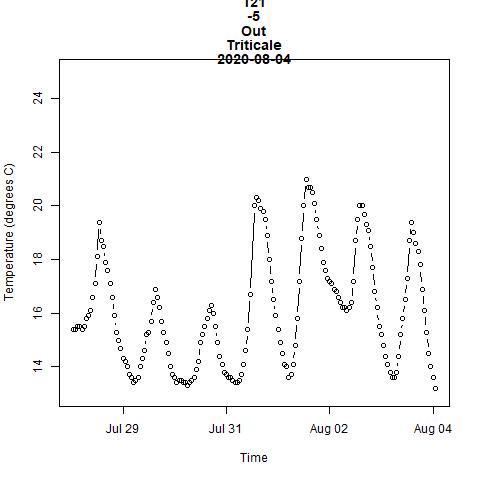 121
-5
Out
Triticale
2020-08-04
24
22
20
18
16
14
Temperature (degrees C)
Jul 29
Jul 31
Aug 02
Aug 04
Time